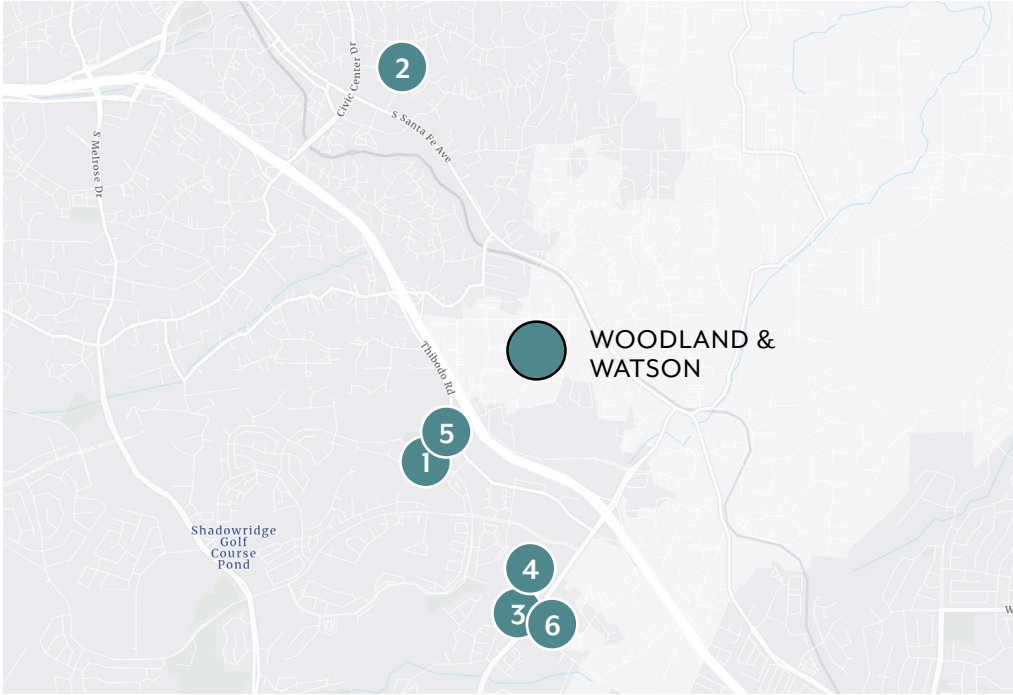 2
Civic Center Dr
S Santa Fe Ave
S Melrose Dr
WOODLAND &
WATSON
Thibodo Rd
5
1
Shadowridge
Golf
Course
Pond
4
3
6
W